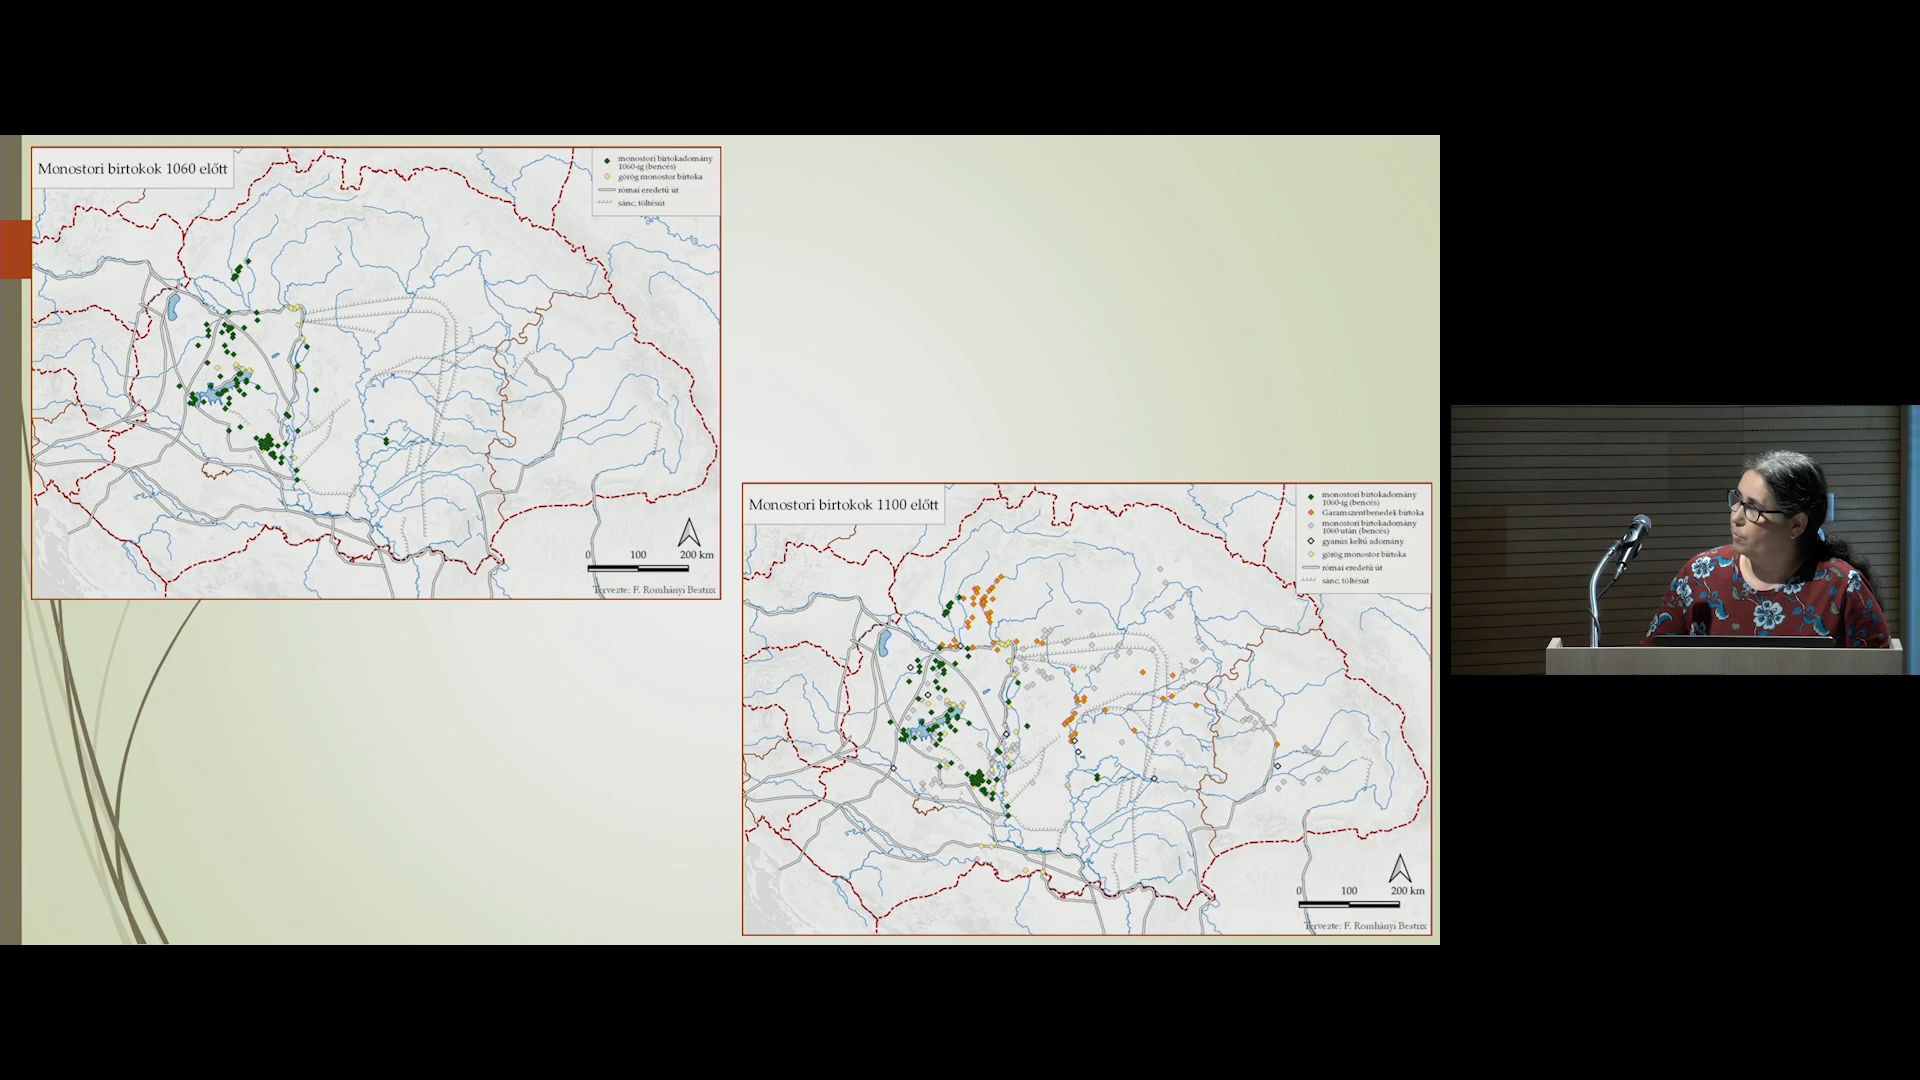 Monostori birtokok 1060 előtt
monostori birtokadomány
1060-ig (bencés)
görög monostor birtoka
római eredetű út
sánc, töltésút
0 100 200 km
Tervezte: F. Romhányi Beatrix
Monostori birtokok 1100 előtt
monostori birtokadomány
1060-ig (bencés)
Garamszentbenedek birtoka
monostori birtokadomány
1060 után (bencés)
gyanús keltű adomány
görög monostor birtoka
római eredetű út
sánc, töltésút
0 100 200 km
Tervezte: F. Romhányi Beatrix